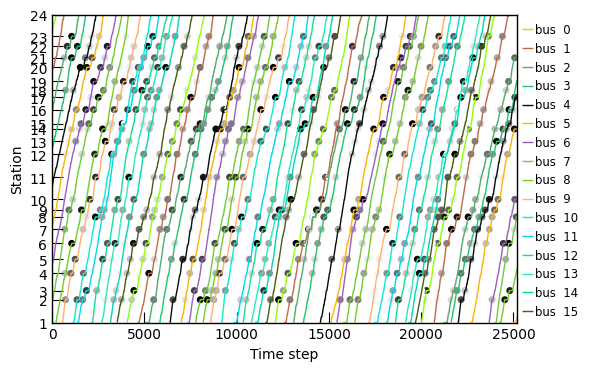 24
23
22
21
20
19
18
17
16
15
14
13
12
11
10
9
8
7
6
5
4
3
2
1
Station
0
5000
10000
15000
20000
25000
Time step
bus 0
bus 1
bus 2
bus 3
bus 4
bus 5
bus 6
bus 7
bus 8
bus 9
bus 10
bus 11
bus 12
bus 13
bus 14
bus 15